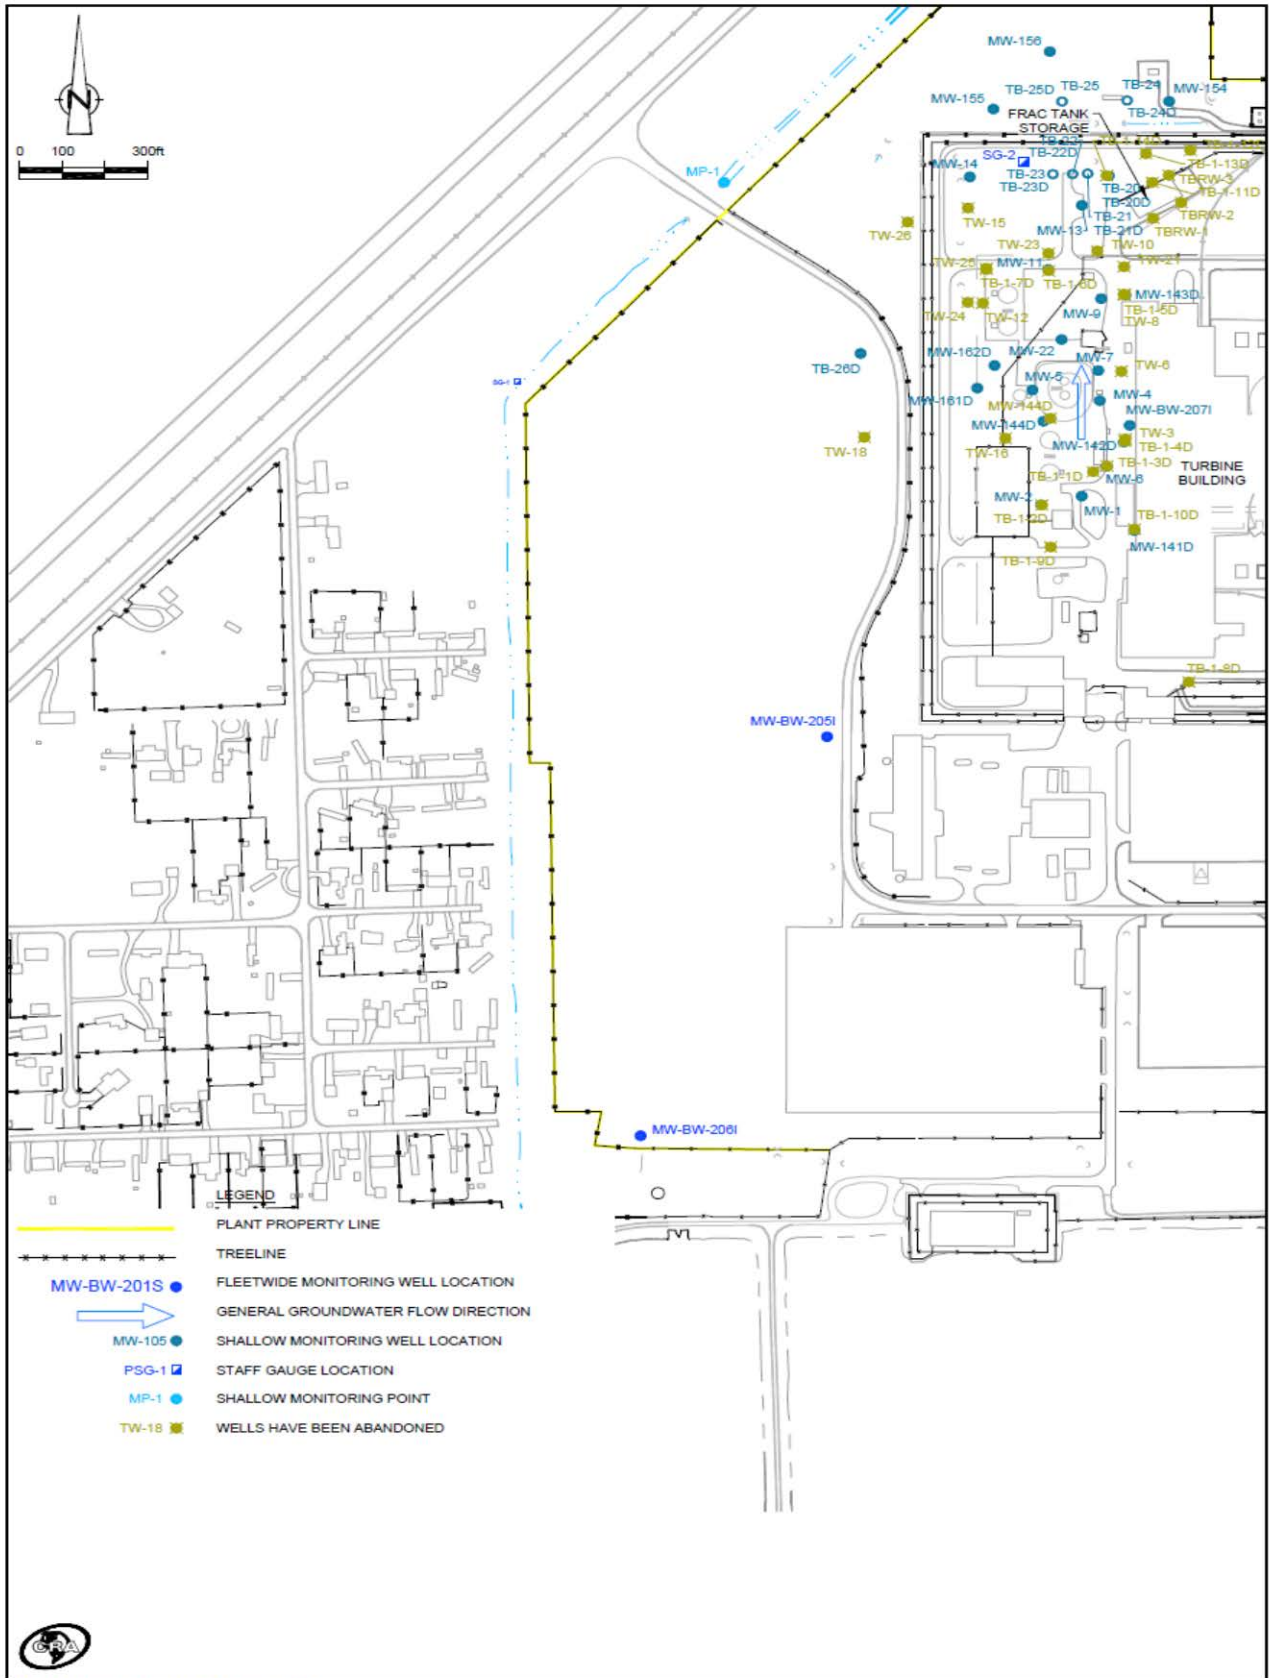 N
0 100 300ft
MW-156
TB-25D
TB-25
TB-24
MW-154
MW-155
TB-24D
FRAC TANK
STORAGE
TB-22
TB-22D
SG-2
MP-1
MW-14
TB-23
TB-23D
TB-20
TB-20D
TB-1-13D
TBRW-3
TB-1-11D
TB-21
TB-21D
TBRW-2
TBRW-1
TW-15
TW-26
MW-13
TW-23
TW-10
TW-25
MW-11
TW-21
TB-1-7D
TB-1-6D
MW-143D
TW-24
TW-12
MW-9
TB-1-5D
TW-8
MW-162D
MW-22
TB-26D
MW-7
TW-6
SG-1
MW-161D
MW-5
MW-4
MW-144D
MW-BW-207I
MW-144D
TW-18
TW-16
MW-142D
TW-3
TB-1-4D
TB-1-3D
TB-1-1D
MW-6
TURBINE
BUILDING
MW-2
MW-1
TB-1-2D
TB-1-10D
MW-141D
TB-1-9D
TB-1-8D
MW-BW-205I
MW-BW-206I
LEGEND
PLANT PROPERTY LINE
TREELINE
MW-BW-201S FLEETWIDE MONITORING WELL LOCATION
GENERAL GROUNDWATER FLOW DIRECTION
MW-105 SHALLOW MONITORING WELL LOCATION
PSG-1 STAFF GAUGE LOCATION
MP-1 SHALLOW MONITORING POINT
TW-18 WELLS HAVE BEEN ABANDONED
CRA